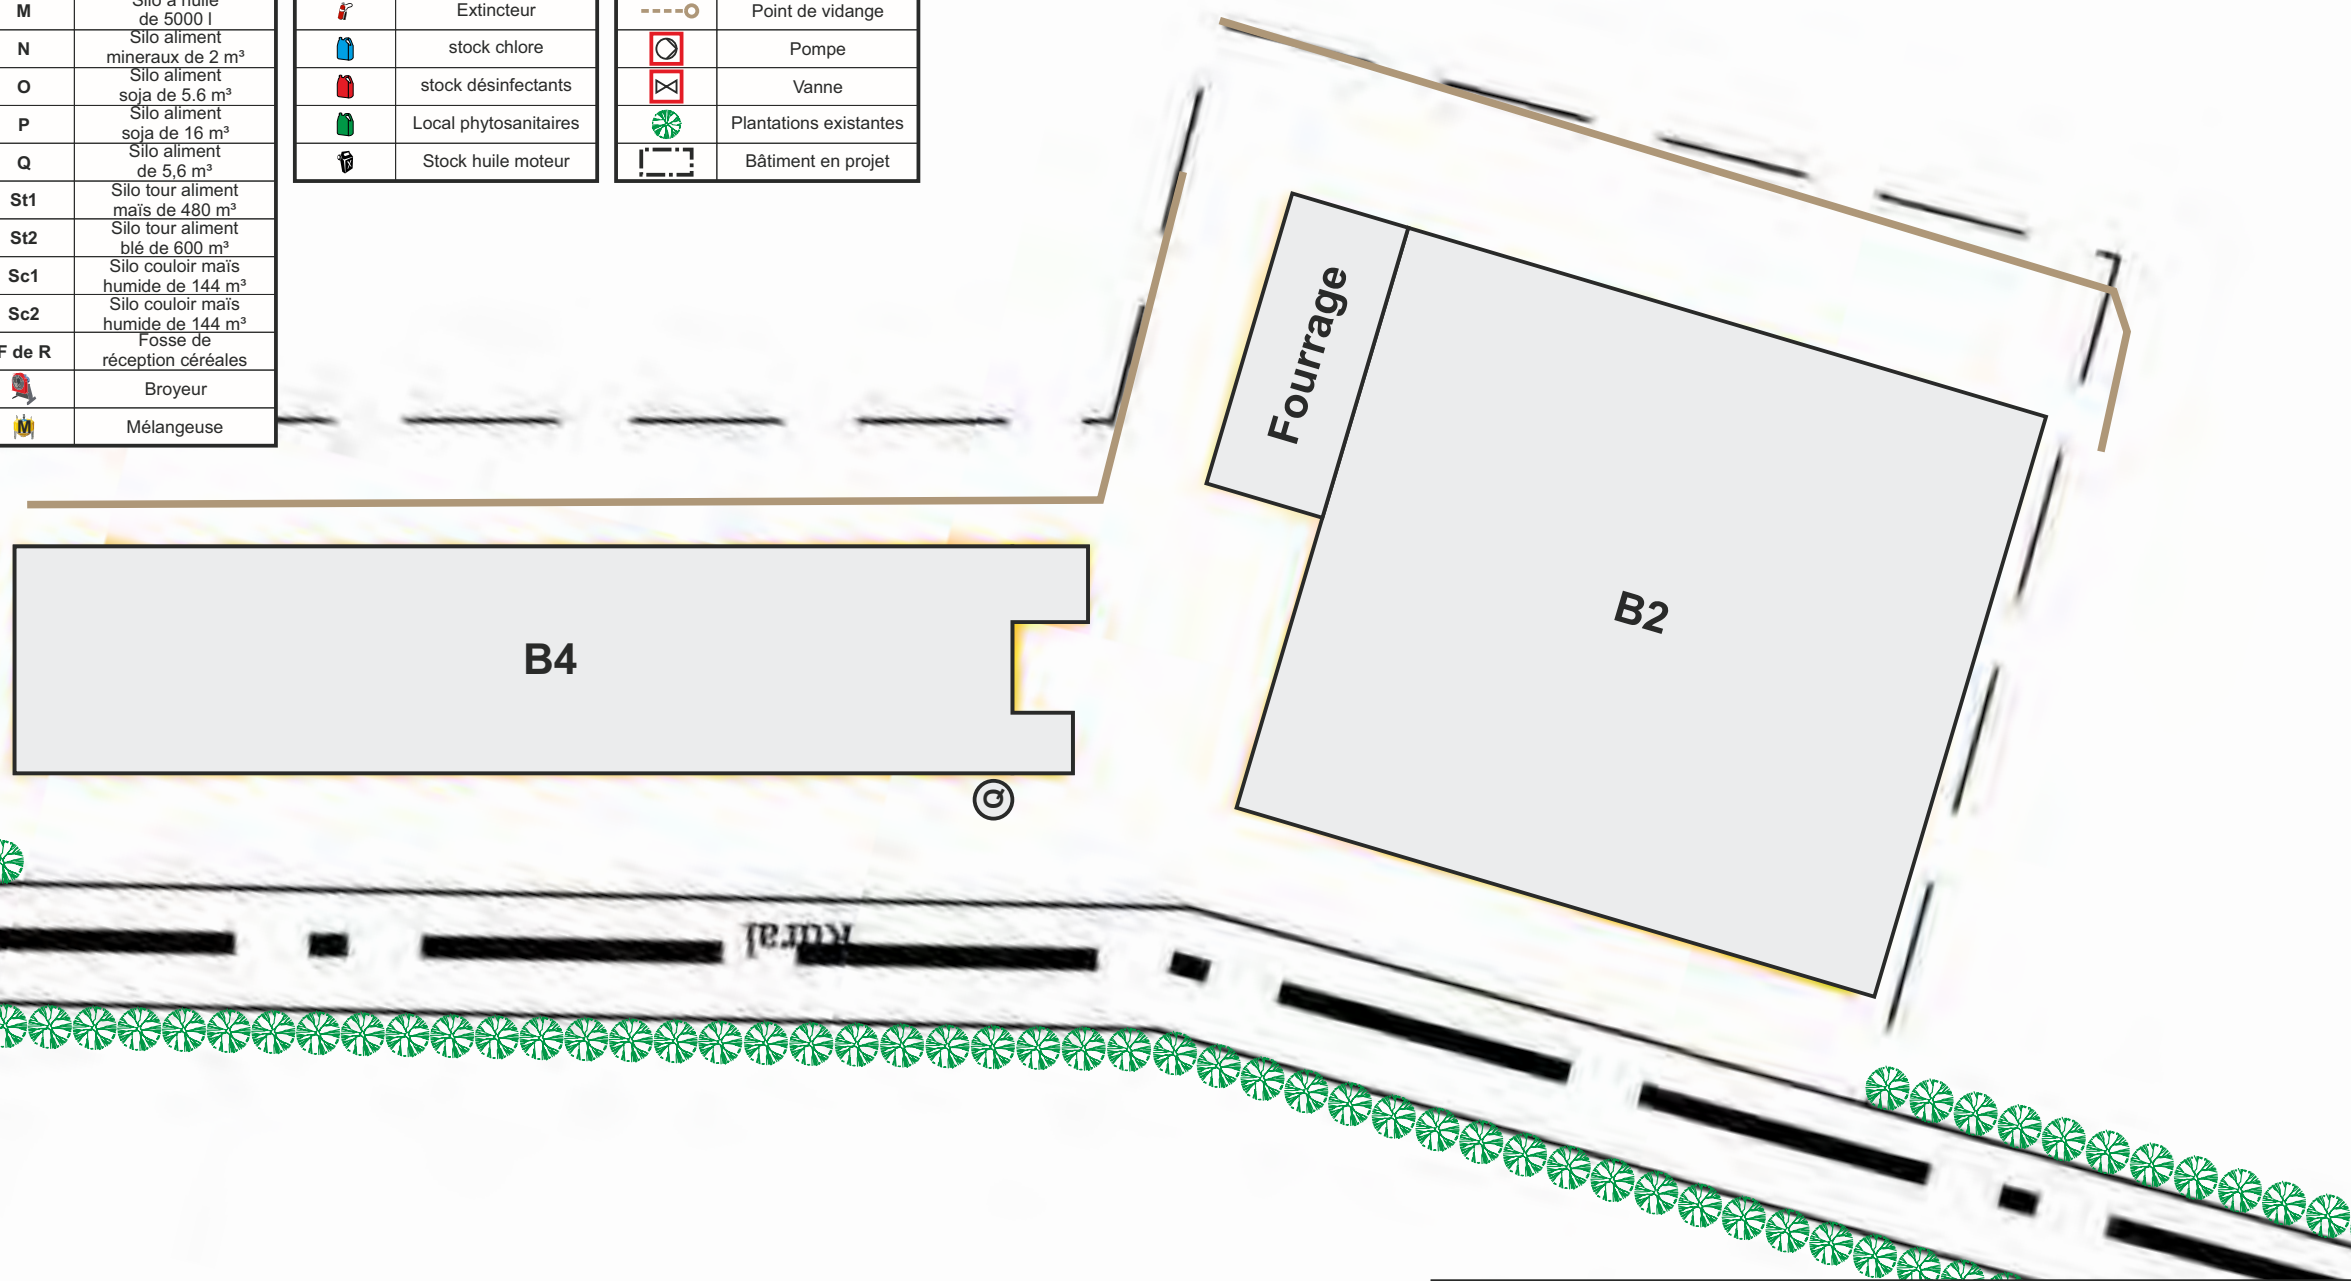 M
Silo à huile
de 5000 l
N
Silo aliment
mineraux de 2 m³
O
Silo aliment
soja de 5.6 m³
P
Silo aliment
soja de 16 m³
Q
Silo aliment
de 5,6 m³
St1
Silo tour aliment
maïs de 480 m³
St2
Silo tour aliment
blé de 600 m³
Sc1
Silo couloir maïs
humide de 144 m³
Sc2
Silo couloir maïs
humide de 144 m³
F de R
Fosse de
réception céréales
Broyeur
M
Mélangeuse
Extincteur
stock chlore
stock désinfectants
Local phytosanitaires
Stock huile moteur
Point de vidange
Pompe
Vanne
Plantations existantes
Bâtiment en projet
Fourrage
B2
B4
Q
Rural